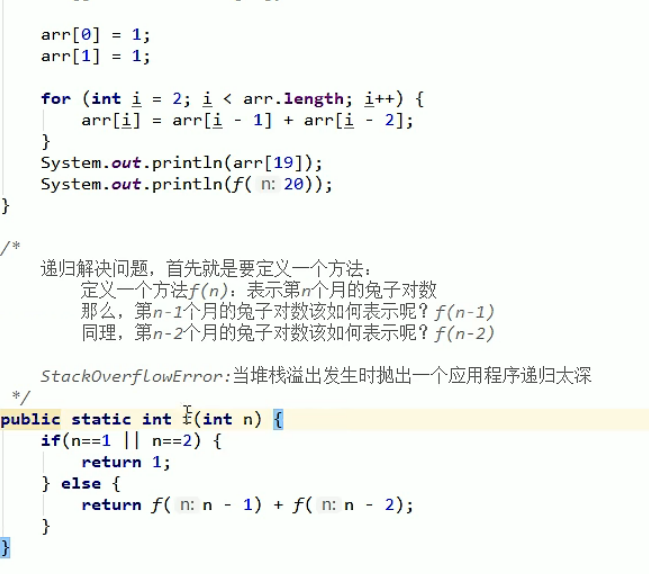 arr[0] = 1;
arr[1] = 1;
for (int i = 2; i < arr.length; i++) {
arr[i] = arr[i - 1] + arr[i - 2];
}
System.out.println(arr[19]);
System.out.println(f( n: 20));
}
/*
递归解决问题，首先就是要定义一个方法：
定义一个方法f(n)：表示第n个月的兔子对数
那么，第n-1个月的兔子对数该如何表示呢？f(n-1)
同理，第n-2个月的兔子对数该如何表示呢？f(n-2)
StackOverflowError:当堆栈溢出发生时抛出一个应用程序递归太深
*/
public static int f(int n) {
if(n==1 || n==2) {
return 1;
} else {
return f( n: n - 1) + f( n: n - 2);
}
}